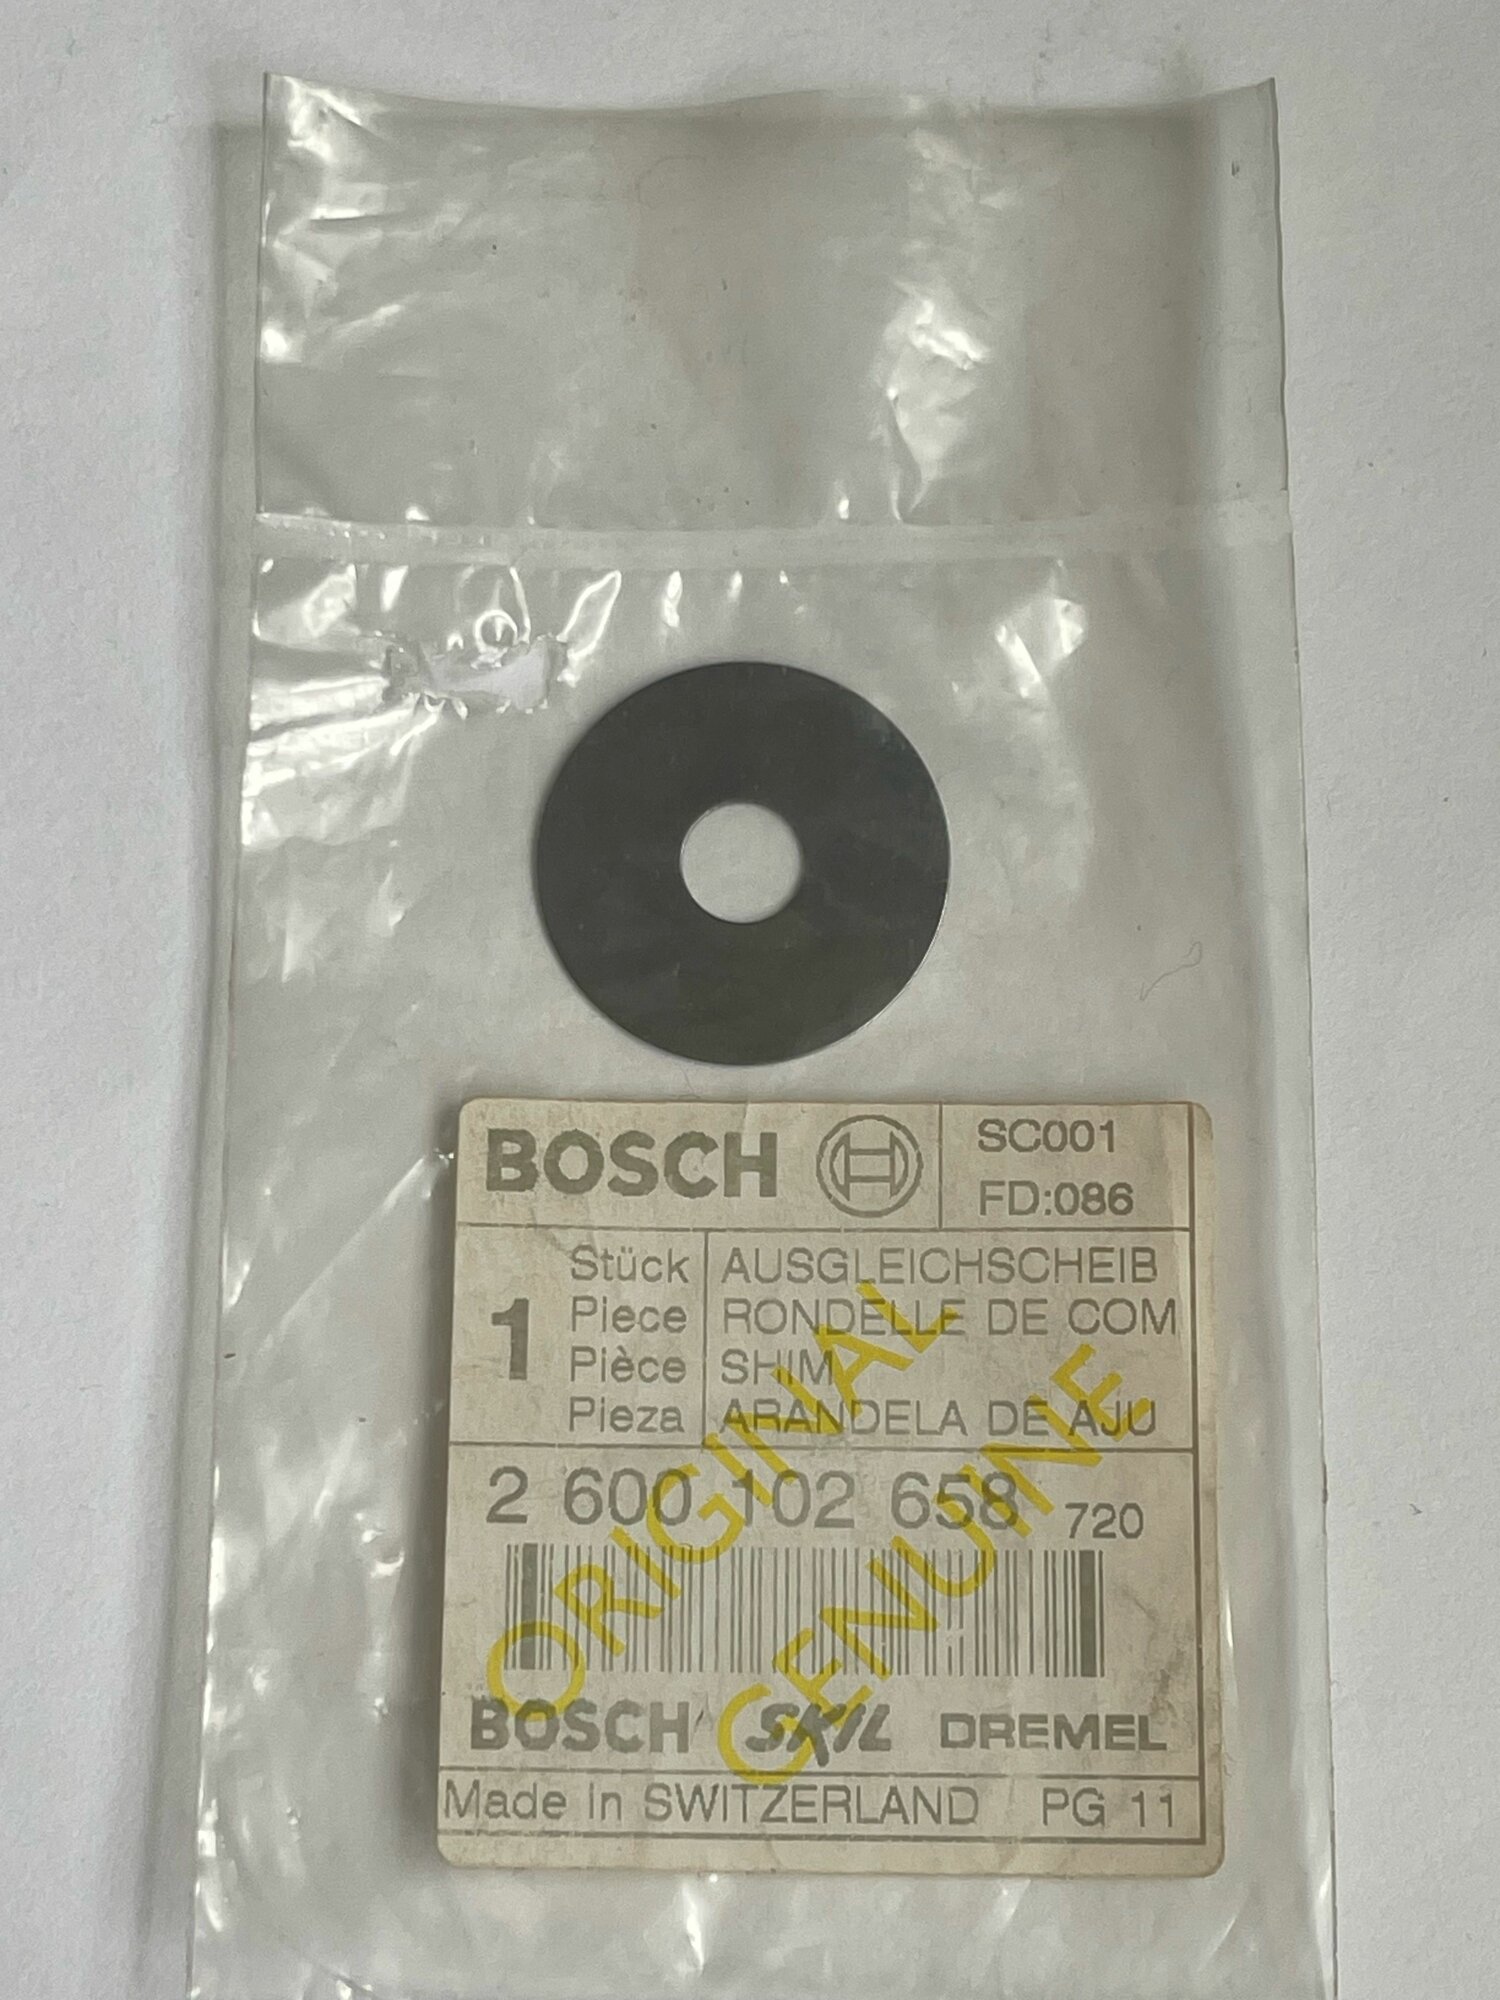 BOSCH
SC001
FD:086
1
Stück
Piece
Pièce
Pieza
AUSGLEICHSCHEIB
RONDELLE DE COM
SHIM
ARANDELA DE AJU
2 600 102 658 720
ORIGINAL
GENUINE
BOSCH SKIL DREMEL
Made in SWITZERLAND PG 11